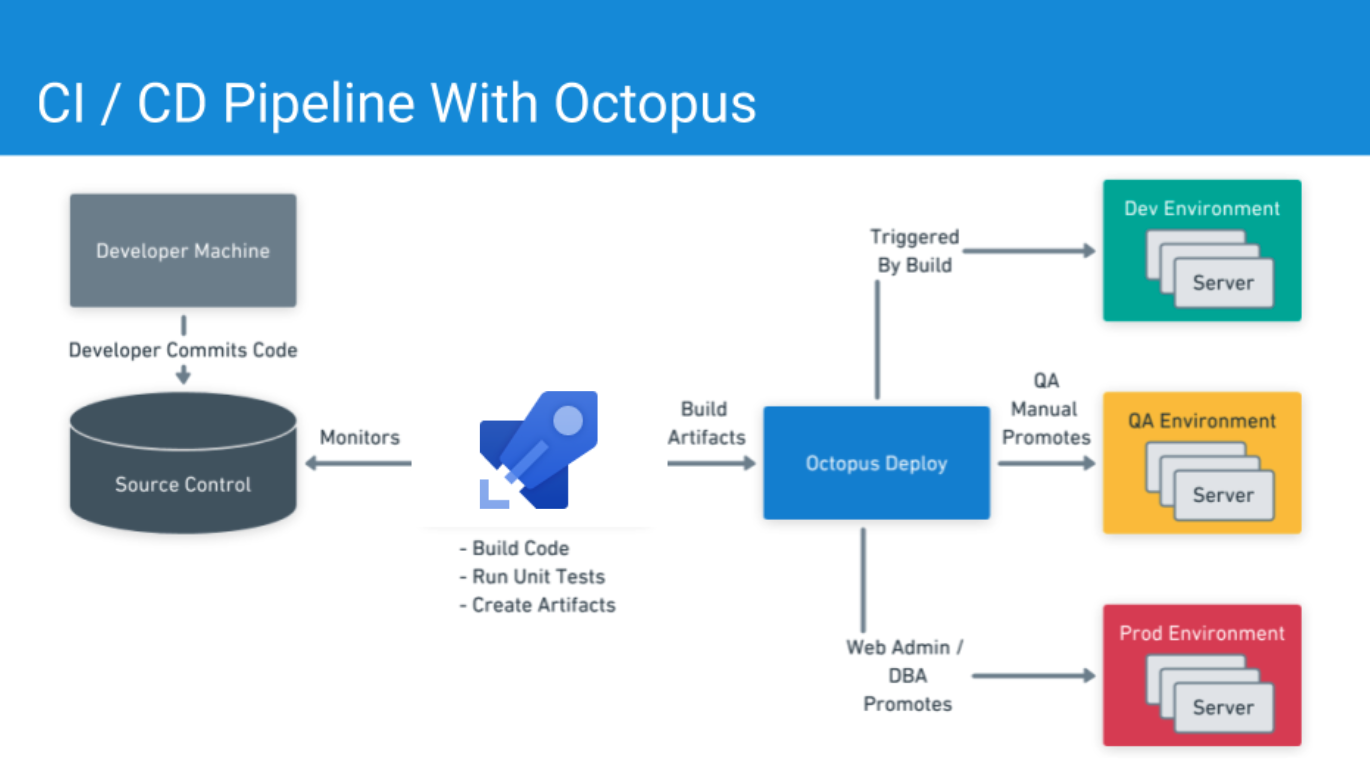 CI / CD Pipeline With Octopus
Developer Machine
Developer Commits Code
Source Control
Monitors
- Build Code
- Run Unit Tests
- Create Artifacts
Build
Artifacts
Octopus Deploy
Triggered
By Build
Dev Environment
Server
QA
Manual
Promotes
QA Environment
Server
Web Admin /
DBA
Promotes
Prod Environment
Server